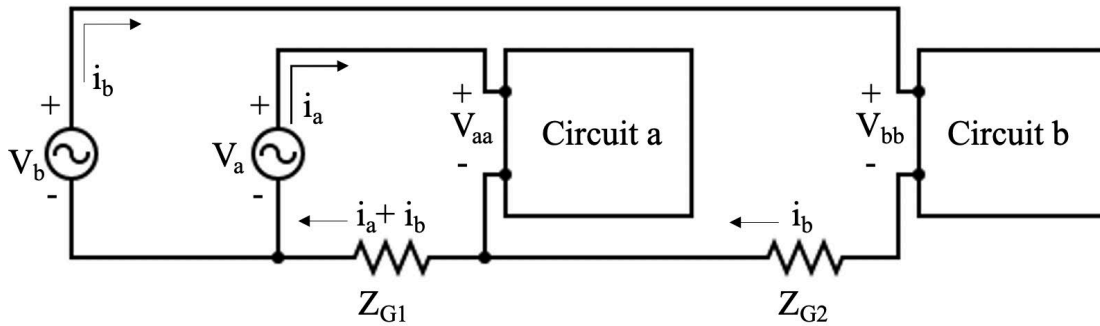 i_b
+
V_b
-
+
i_a
V_a
-
+
V_aa
-
Circuit a
+
V_bb
-
Circuit b
i_a + i_b
i_b
Z_G1
Z_G2